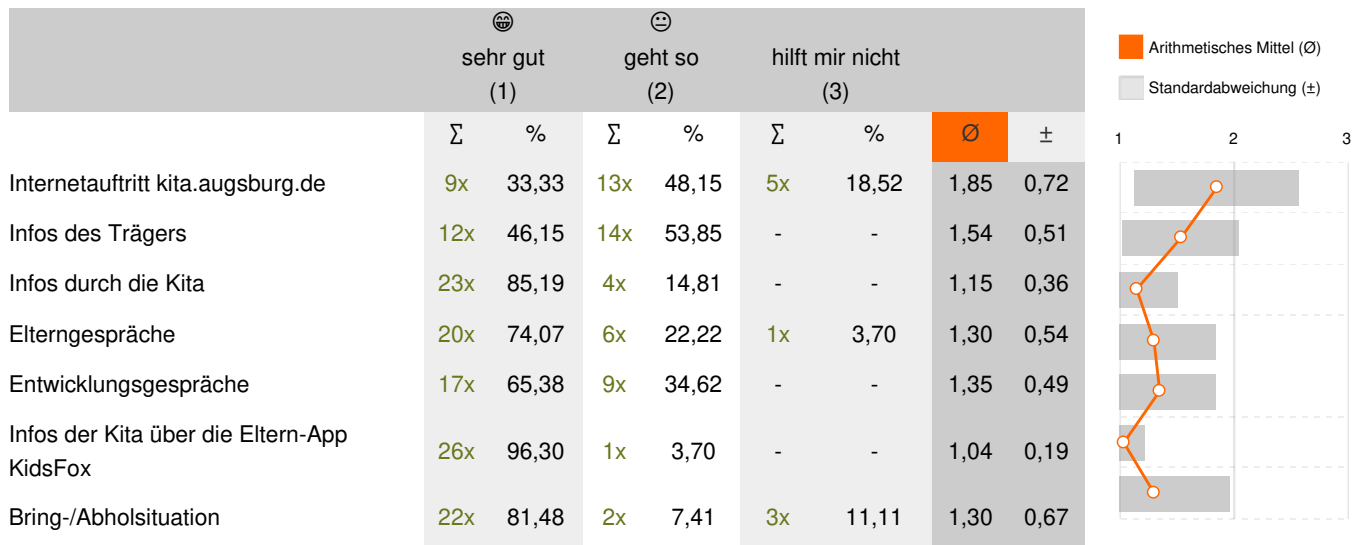 😁 😐
sehr gut geht so hilft mir nicht
(1) (2) (3)
Σ % Σ % Σ % Ø ±
Internetauftritt kita.augsburg.de 9x 33,33 13x 48,15 5x 18,52 1,85 0,72
Infos des Trägers 12x 46,15 14x 53,85 - - 1,54 0,51
Infos durch die Kita 23x 85,19 4x 14,81 - - 1,15 0,36
Elterngespräche 20x 74,07 6x 22,22 1x 3,70 1,30 0,54
Entwicklungsgespräche 17x 65,38 9x 34,62 - - 1,35 0,49
Infos der Kita über die Eltern-App
KidsFox 26x 96,30 1x 3,70 - - 1,04 0,19
Bring-/Abholsituation 22x 81,48 2x 7,41 3x 11,11 1,30 0,67
Arithmetisches Mittel (Ø)
Standardabweichung (±)
1 2 3